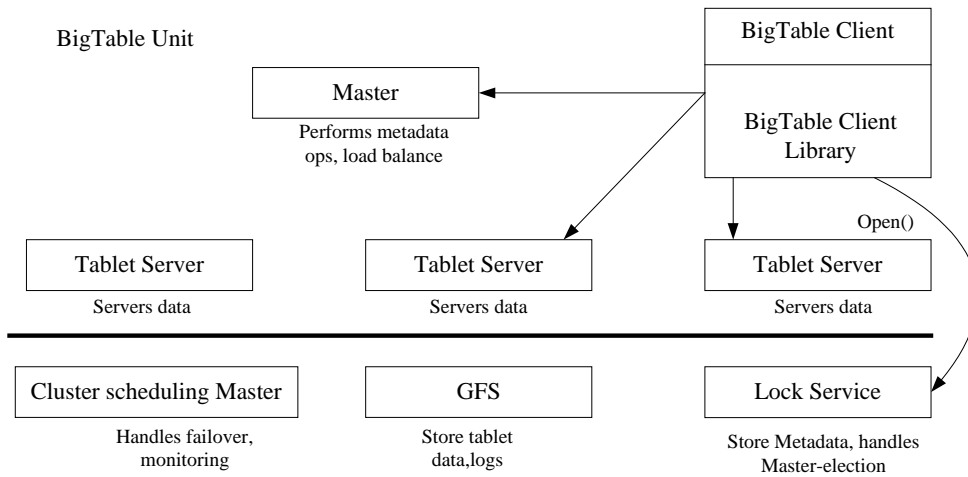 BigTable Unit
BigTable Client
Master
Performs metadata
ops, load balance
BigTable Client
Library
Open()
Tablet Server
Tablet Server
Tablet Server
Servers data
Servers data
Servers data
Cluster scheduling Master
GFS
Lock Service
Handles failover,
monitoring
Store tablet
data,logs
Store Metadata, handles
Master-election